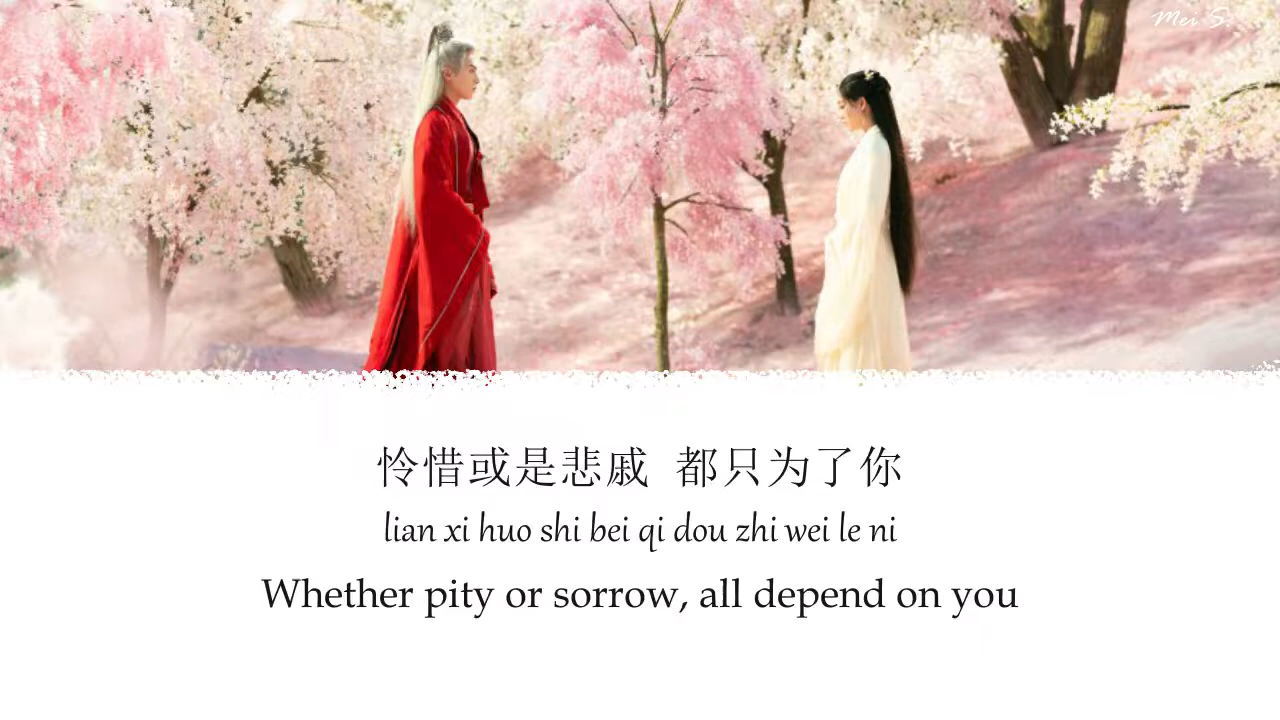 Mei S
怜惜或是悲戚 都只为了你
lian xi huo shi bei qi dou zhi wei le ni
Whether pity or sorrow, all depend on you